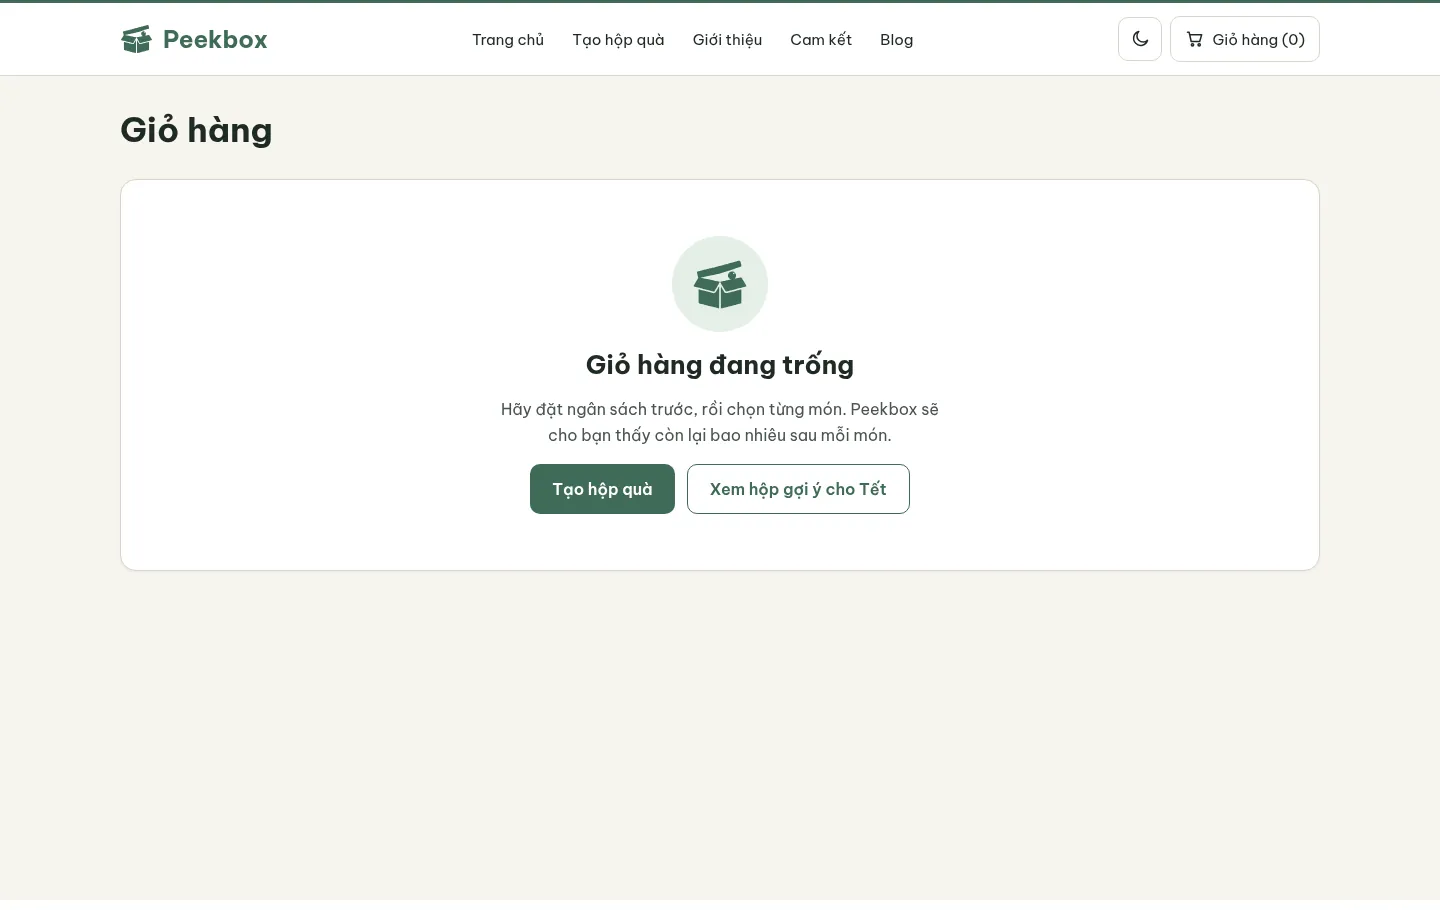 Peekbox
Trang chủ
Tạo hộp quà
Giới thiệu
Cam kết
Blog
Giỏ hàng (0)
Giỏ hàng
Giỏ hàng đang trống
Hãy đặt ngân sách trước, rồi chọn từng món. Peekbox sẽ
cho bạn thấy còn lại bao nhiêu sau mỗi món.
Tạo hộp quà
Xem hộp gợi ý cho Tết